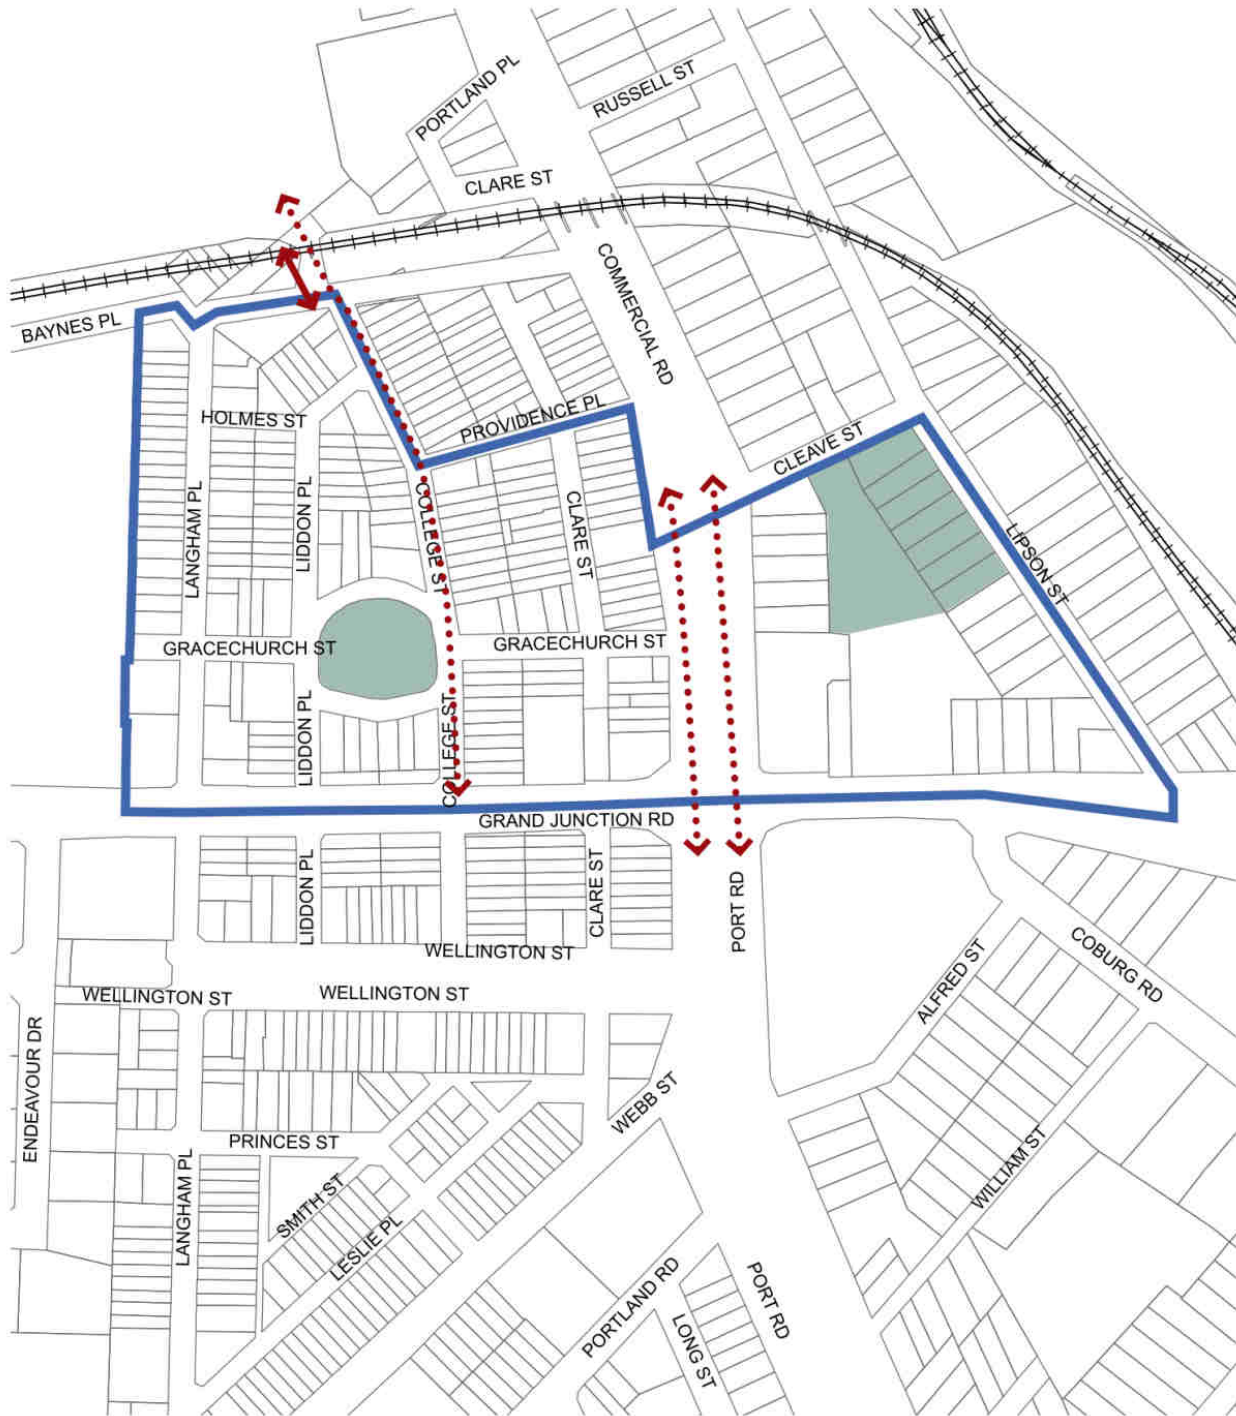 PORTLAND PL
RUSSELL ST
CLARE ST
COMMERCIAL RD
BAYNES PL
HOLMES ST
PROVIDENCE PL
CLEAVE ST
LANGHAM PL
LIDDON PL
COLLEGE ST
CLARE ST
LIPSON ST
GRACECHURCH ST
GRACECHURCH ST
LIDDON PL
COLLEGE ST
GRAND JUNCTION RD
LIDDON PL
CLARE ST
PORT RD
WELLINGTON ST
COBURG RD
ALFRED ST
WELLINGTON ST
WELLINGTON ST
ENDEAVOUR DR
WEBB ST
PRINCES ST
WILLIAM ST
LANGHAM PL
SMITH ST
LESLIE PL
PORTLAND RD
PORT RD
LONG ST